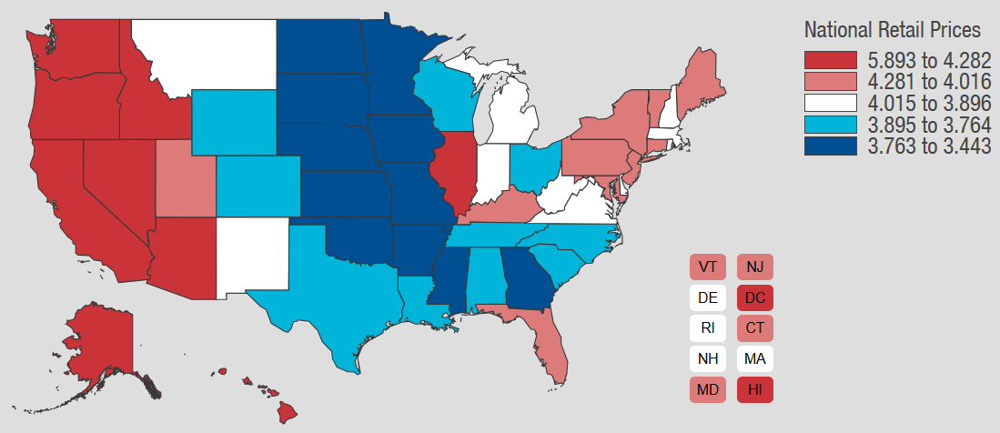 National Retail Prices
5.893 to 4.282
4.281 to 4.016
4.015 to 3.896
3.895 to 3.764
3.763 to 3.443
VT NJ
DE DC
RI CT
NH MA
MD HI